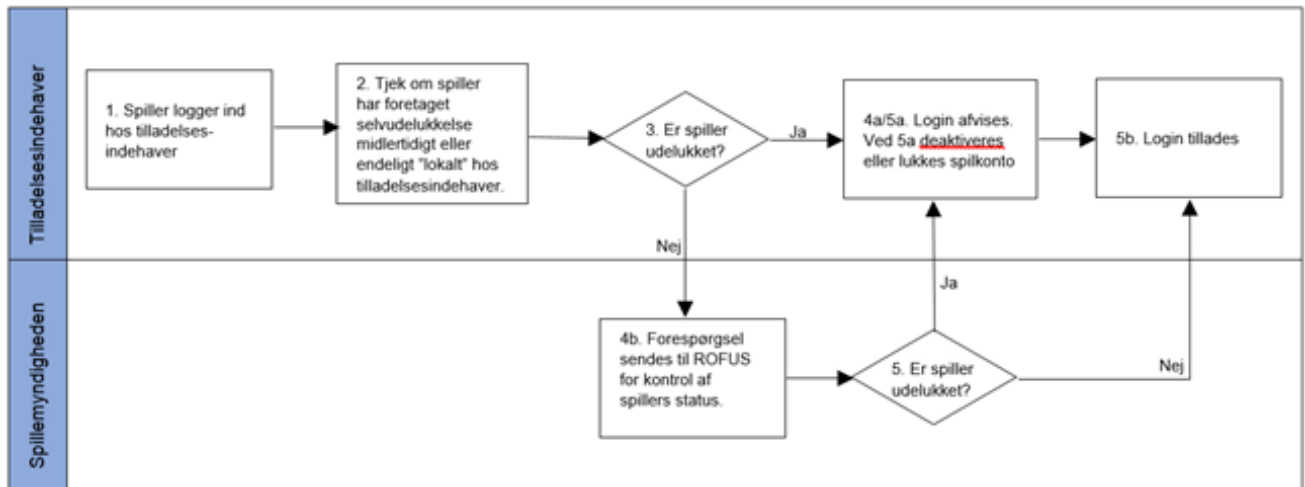 Tilladelsesindehaver
1. Spiller logger ind
hos tilladelses-
indehaver
2. Tjek om spiller
har foretaget
selvudelukkelse
midlertidigt eller
endeligt "lokalt" hos
tilladelsesindehaver.
3. Er spiller
udelukket?
Ja
4a/5a. Login afvises.
Ved 5a deaktiveres
eller lukkes spilkonto
5b. Login tillades
Nej
Spillemyndigheden
4b. Forespørgsel
sendes til ROFUS
for kontrol af
spillers status.
5. Er spiller
udelukket?
Ja
Nej